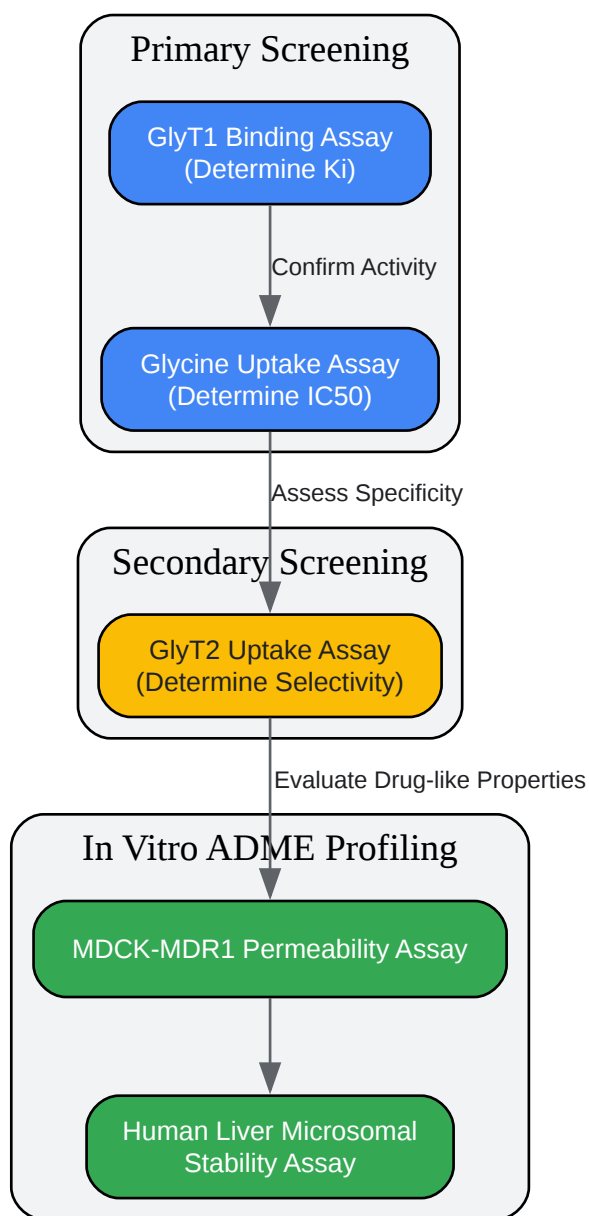 Primary Screening
GlyT1 Binding Assay
(Determine Ki)
Confirm Activity
Glycine Uptake Assay
(Determine IC50)
Assess Specificity
Secondary Screening
GlyT2 Uptake Assay
(Determine Selectivity)
Evaluate Drug-like Properties
In Vitro ADME Profiling
MDCK-MDR1 Permeability Assay
Human Liver Microsomal
Stability Assay